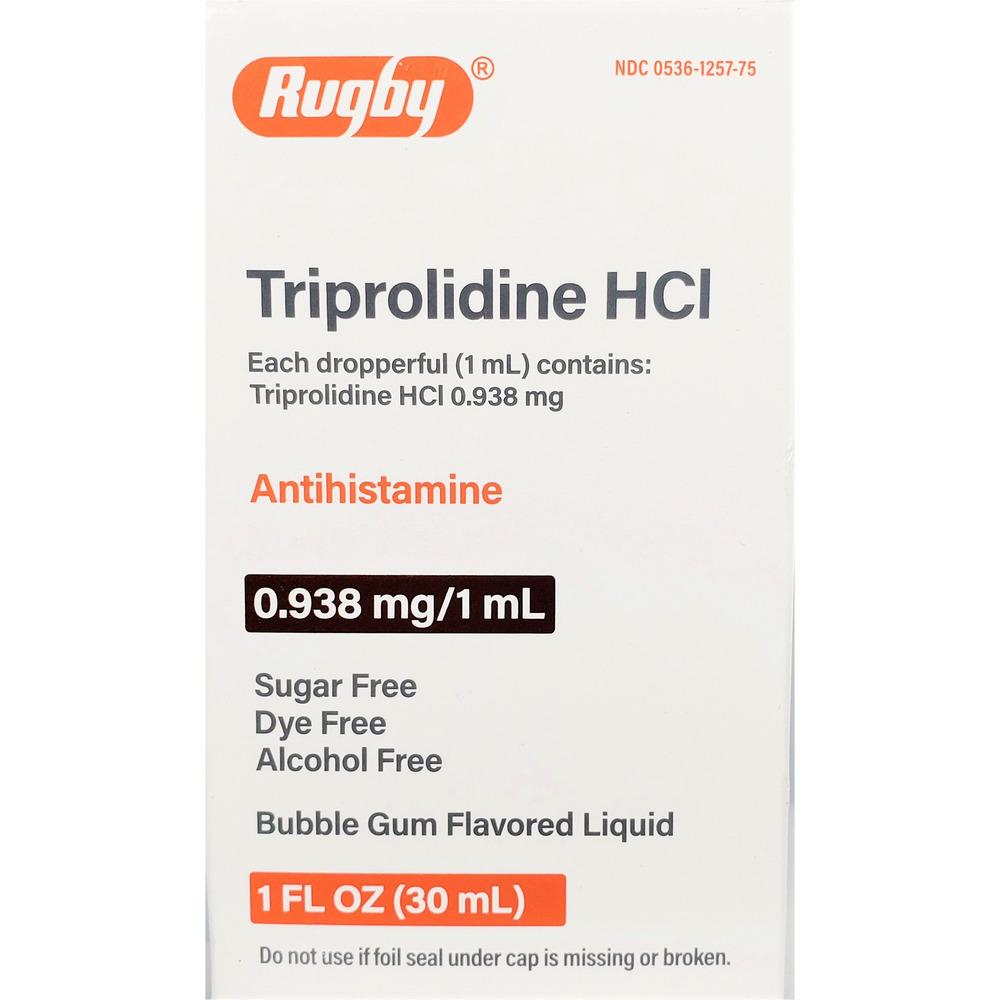 Rugby®
NDC 0536-1257-75
Triprolidine HCl
Each dropperful (1 mL) contains:
Triprolidine HCl 0.938 mg
Antihistamine
0.938 mg/1 mL
Sugar Free
Dye Free
Alcohol Free
Bubble Gum Flavored Liquid
1 FL OZ (30 mL)
Do not use if foil seal under cap is missing or broken.